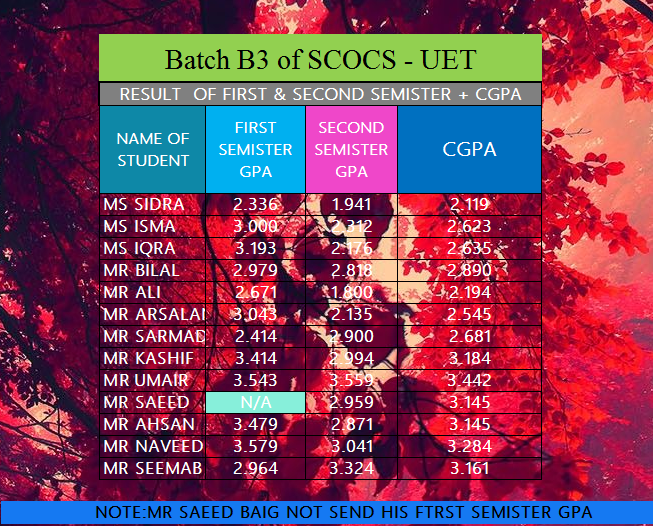 Batch B3 of SCOCS - UET
RESULT OF FIRST & SECOND SEMISTER + CGPA
NAME OF STUDENT FIRST SEMISTER GPA SECOND SEMISTER GPA CGPA
MS SIDRA 2.336 1.941 2.119
MS ISMA 3.000 2.312 2.623
MS IQRA 3.193 2.176 2.635
MR BILAL 2.979 2.818 2.890
MR ALI 2.671 1.800 2.194
MR ARSALAI 3.043 2.135 2.545
MR SARMAD 2.414 2.900 2.681
MR KASHIF 3.414 2.994 3.184
MR UMAIR 3.543 3.559 3.442
MR SAEED N/A 2.959 3.145
MR AHSAN 3.479 2.871 3.145
MR NAVEED 3.579 3.041 3.284
MR SEEMAB 2.964 3.324 3.161
NOTE:MR SAEED BAIG NOT SEND HIS FTRST SEMISTER GPA